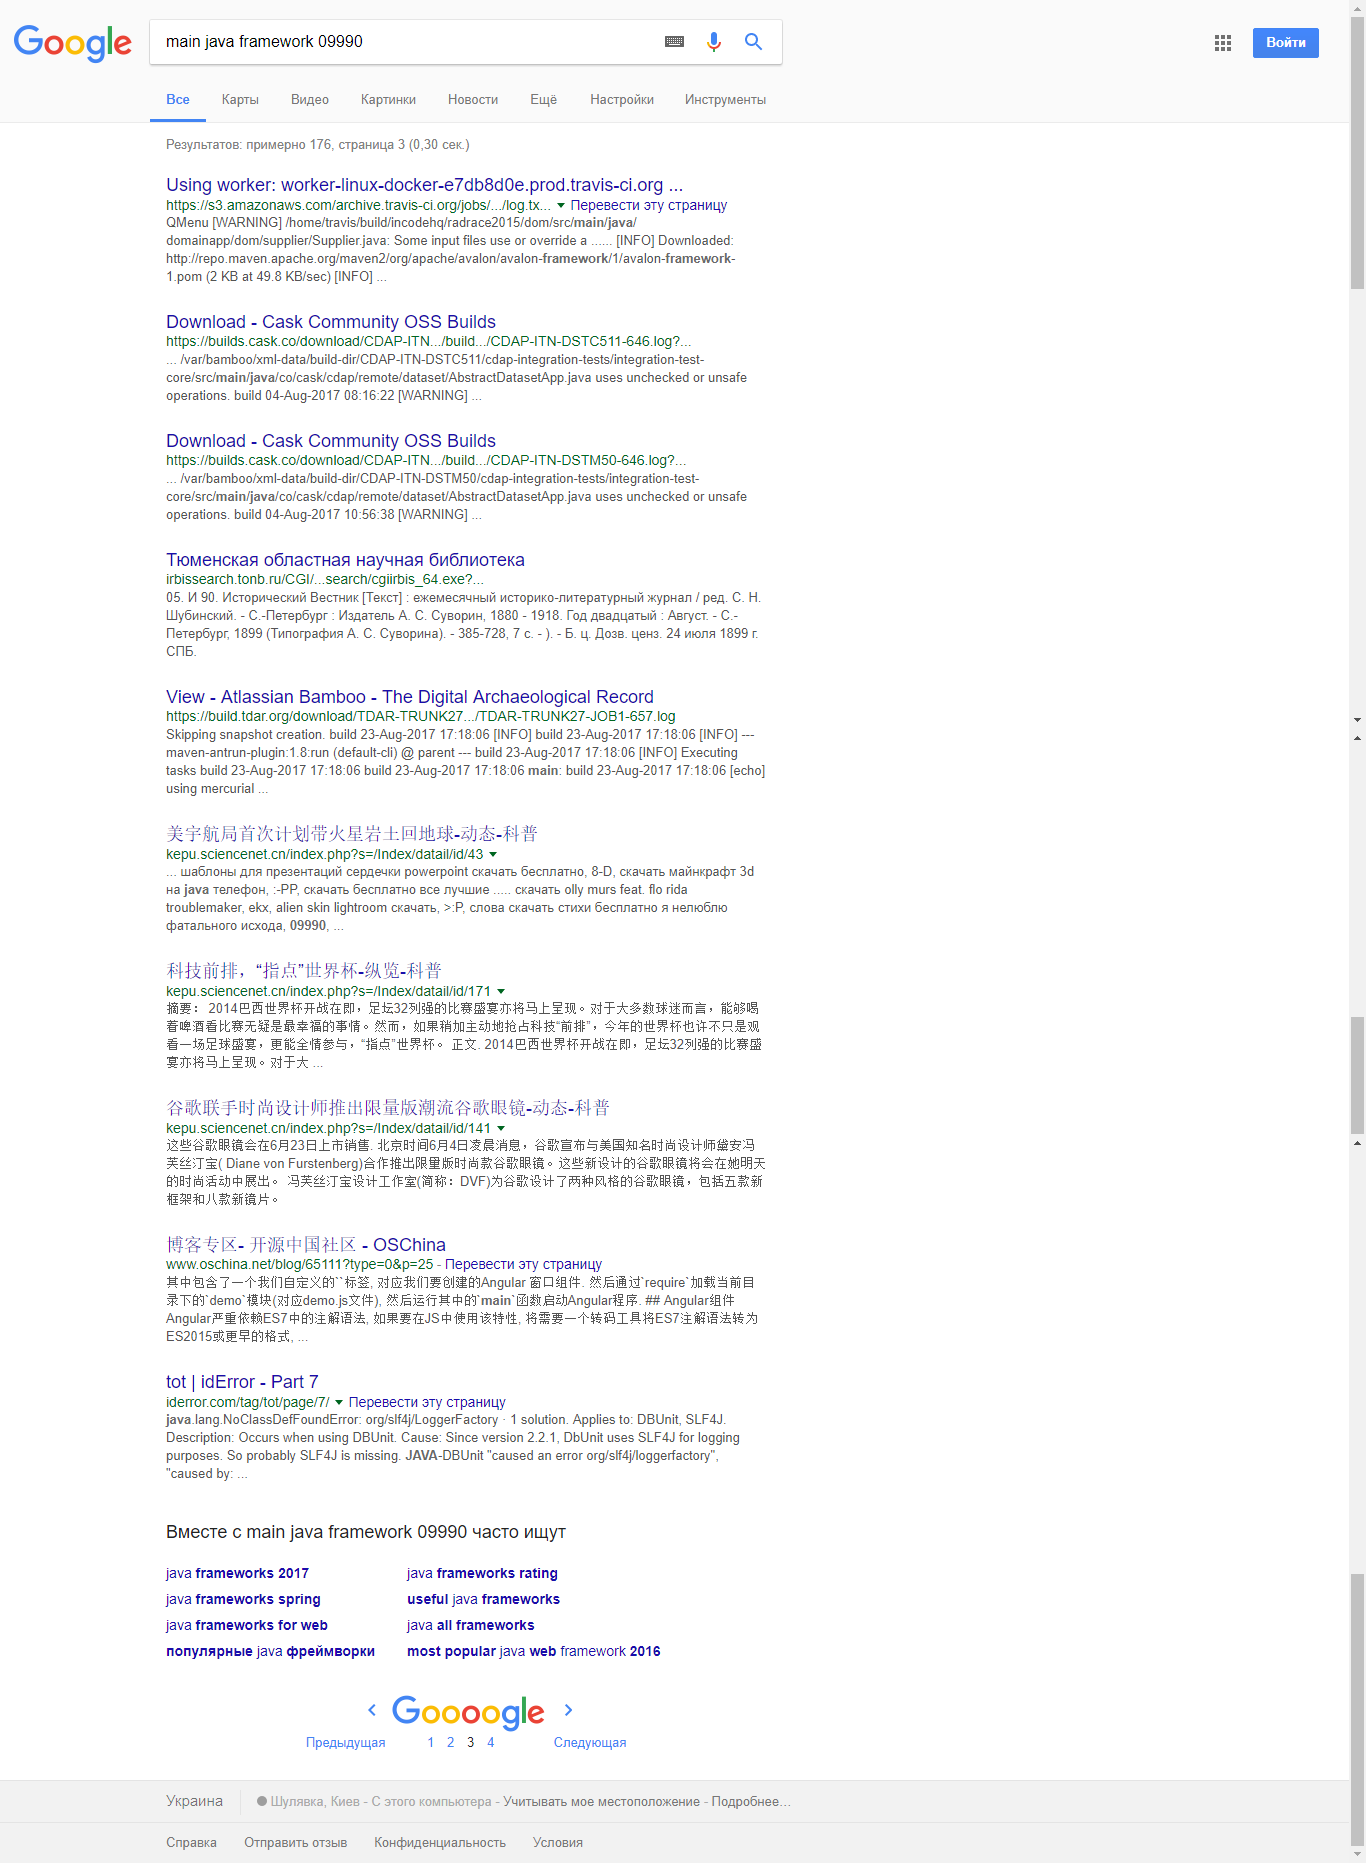 Google
main java framework 09990
Войти
Все Карты Видео Картинки Новости Ещё Настройки Инструменты
Результатов: примерно 176, страница 3 (0,30 сек.)
Using worker: worker-linux-docker-e7db8d0e.prod.travis-ci.org ...
https://s3.amazonaws.com/archive.travis-ci.org/jobs/.../log.tx... Перевести эту страницу
QMenu [WARNING] /home/travis/build/incodehq/radrace2015/dom/src/main/java/
domainapp/dom/supplier/Supplier.java: Some input files use or override a ...... [INFO] Downloaded:
http://repo.maven.apache.org/maven2/org/apache/avalon/avalon-framework/1/avalon-framework-
1.pom (2 KB at 49.8 KB/sec) [INFO] ...
Download - Cask Community OSS Builds
https://builds.cask.co/download/CDAP-ITN.../build.../CDAP-ITN-DSTC511-646.log?...
... /var/bamboo/xml-data/build-dir/CDAP-ITN-DSTC511/cdap-integration-tests/integration-test-
core/src/main/java/co/cask/cdap/remote/dataset/AbstractDatasetApp.java uses unchecked or unsafe
operations. build 04-Aug-2017 08:16:22 [WARNING] ...
Download - Cask Community OSS Builds
https://builds.cask.co/download/CDAP-ITN.../build.../CDAP-ITN-DSTM50-646.log?...
... /var/bamboo/xml-data/build-dir/CDAP-ITN-DSTM50/cdap-integration-tests/integration-test-
core/src/main/java/co/cask/cdap/remote/dataset/AbstractDatasetApp.java uses unchecked or unsafe
operations. build 04-Aug-2017 10:56:38 [WARNING] ...
Тюменская областная научная библиотека
irbissearch.tonb.ru/CGI/...search/cgiirbis_64.exe?...
05. И 90. Исторический Вестник [Текст] : ежемесячный историко-литературный журнал / ред. С. Н.
Шубинский. - С.-Петербург : Издатель А. С. Суворин, 1880 - 1918. Год двадцатый : Август. - С.-
Петербург, 1899 (Типография А. С. Суворина). - 385-728, 7 с. - ). - Б. ц. Дозв. ценз. 24 июля 1899 г.
СПБ.
View - Atlassian Bamboo - The Digital Archaeological Record
https://build.tdar.org/download/TDAR-TRUNK27.../TDAR-TRUNK27-JOB1-657.log
Skipping snapshot creation. build 23-Aug-2017 17:18:06 [INFO] build 23-Aug-2017 17:18:06 [INFO] ---
maven-antrun-plugin:1.8:run (default-cli) @ parent --- build 23-Aug-2017 17:18:06 [INFO] Executing
tasks build 23-Aug-2017 17:18:06 build 23-Aug-2017 17:18:06 main: build 23-Aug-2017 17:18:06 [echo]
using mercurial ...
美宇航局首次计划带火星岩土回地球-动态-科普
kepu.sciencenet.cn/index.php?s=/Index/datail/id/43
... шаблоны для презентаций сердечки powerpoint скачать бесплатно, 8-D, скачать майнкрафт 3d
на java телефон, :-PP, скачать бесплатно все лучшие ..... скачать olly murs feat. flo rida
troublemaker, ekx, alien skin lightroom скачать, >:P, слова скачать стихи бесплатно я нелюблю
фатального исхода, 09990, ...
科技前排，“指点”世界杯-纵览-科普
kepu.sciencenet.cn/index.php?s=/Index/datail/id/171
摘要： 2014巴西世界杯开战在即，足坛32列强的比赛盛宴亦将马上呈现。对于大多数球迷而言，能够喝
着啤酒看比赛无疑是最幸福的事情。然而，如果稍加主动地抢占科技“前排”，今年的世界杯也许不只是观
看一场足球盛宴，更能全情参与，“指点”世界杯。 正文. 2014巴西世界杯开战在即，足坛32列强的比赛盛
宴亦将马上呈现。对于大 ...
谷歌联手时尚设计师推出限量版潮流谷歌眼镜-动态-科普
kepu.sciencenet.cn/index.php?s=/Index/datail/id/141
这些谷歌眼镜会在6月23日上市销售. 北京时间6月4日凌晨消息，谷歌宣布与美国知名时尚设计师黛安冯
芙丝汀宝( Diane von Furstenberg)合作推出限量版时尚款谷歌眼镜。这些新设计的谷歌眼镜将会在她明天
的时尚活动中展出。 冯芙丝汀宝设计工作室(简称：DVF)为谷歌设计了两种风格的谷歌眼镜，包括五款新
框架和八款新镜片。
博客专区- 开源中国社区 - OSChina
www.oschina.net/blog/65111?type=0&p=25 - Перевести эту страницу
其中包含了一个我们自定义的``标签, 对应我们要创建的Angular 窗口组件. 然后通过`require`加载当前目
录下的`demo`模块(对应demo.js文件), 然后运行其中的`main`函数启动Angular程序. ## Angular组件
Angular严重依赖ES7中的注解语法, 如果要在JS中使用该特性, 将需要一个转码工具将ES7注解语法转为
ES2015或更早的格式, ...
tot | idError - Part 7
iderror.com/tag/tot/page/7/ Перевести эту страницу
java.lang.NoClassDefFoundError: org/slf4j/LoggerFactory · 1 solution. Applies to: DBUnit, SLF4J.
Description: Occurs when using DBUnit. Cause: Since version 2.2.1, DbUnit uses SLF4J for logging
purposes. So probably SLF4J is missing. JAVA-DBUnit "caused an error org/slf4j/loggerfactory",
"caused by: ...
Вместе с main java framework 09990 часто ищут
java frameworks 2017 java frameworks rating
java frameworks spring useful java frameworks
java frameworks for web java all frameworks
популярные java фреймворки most popular java web framework 2016
Goooogle
Предыдущая 1 2 3 4 Следующая
Украина Шулявка, Киев - С этого компьютера - Учитывать мое местоположение - Подробнее...
Справка Отправить отзыв Конфиденциальность Условия